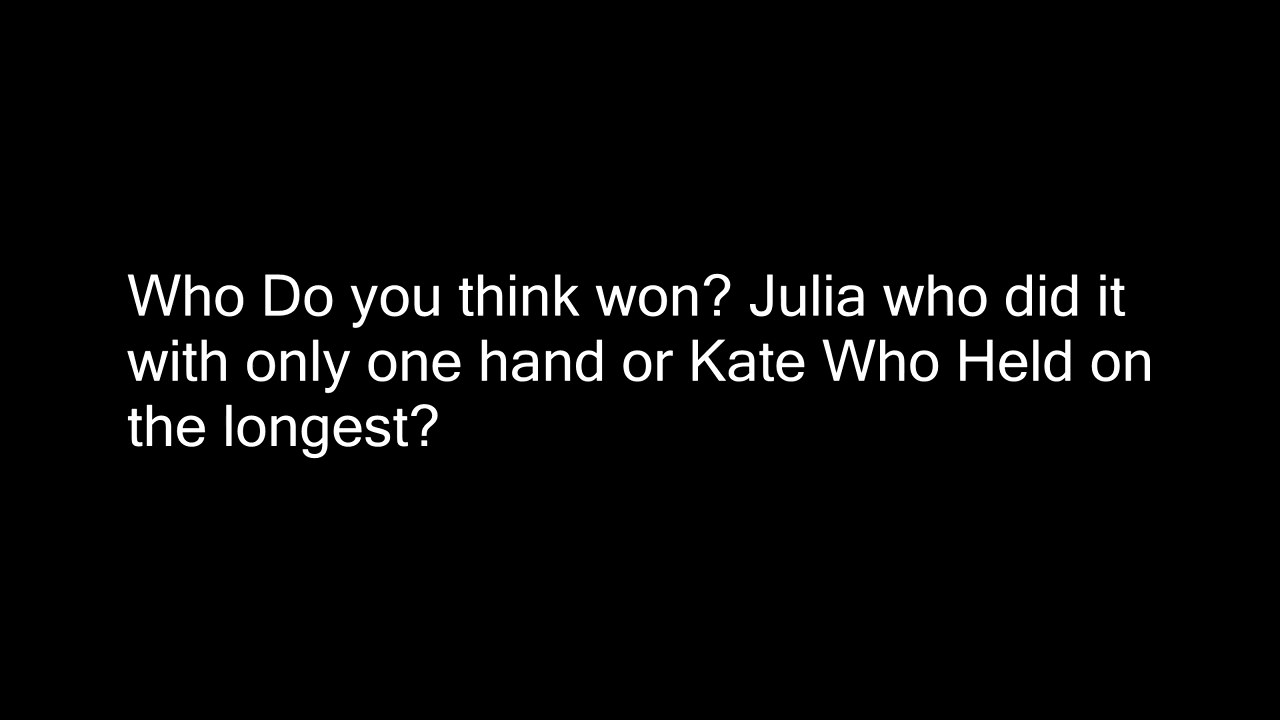 Who Do you think won? Julia who did it
with only one hand or Kate Who Held on
the longest?